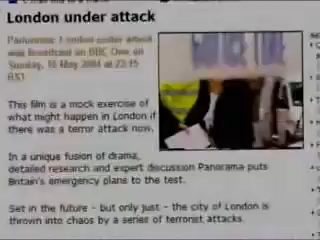 London under attack
Panorama: London under attack
was broadcast on BBC One on
Sunday, 16 May 2004 at 22:15
BST
This film is a mock exercise of
what might happen in London if
there was a terror attack now.
In a unique fusion of drama,
detailed research and expert discussion Panorama puts
Britain's emergency plans to the test.
Set in the future - but only just - the city of London is
thrown into chaos by a series of terrorist attacks.